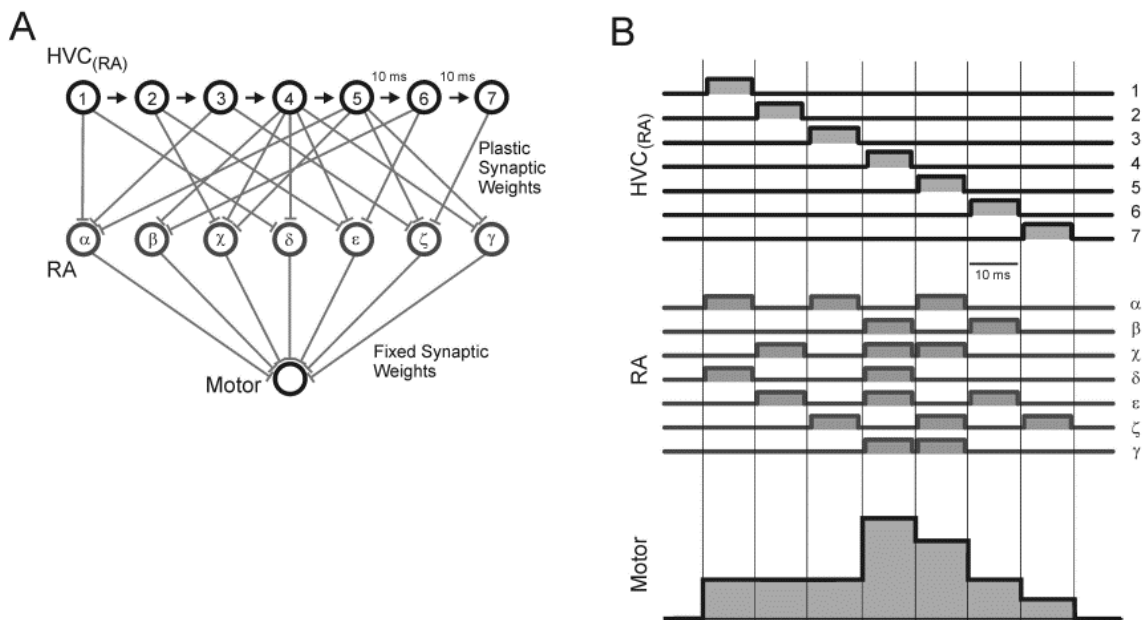 A
HVC(RA)
10 ms 10 ms
1 2 3 4 5 6 7
Plastic
Synaptic
Weights
α β χ δ ε ζ γ
RA
Fixed Synaptic
Weights
Motor
B
HVC(RA)
1
2
3
4
5
6
7
10 ms
RA
α
β
χ
δ
ε
ζ
γ
Motor